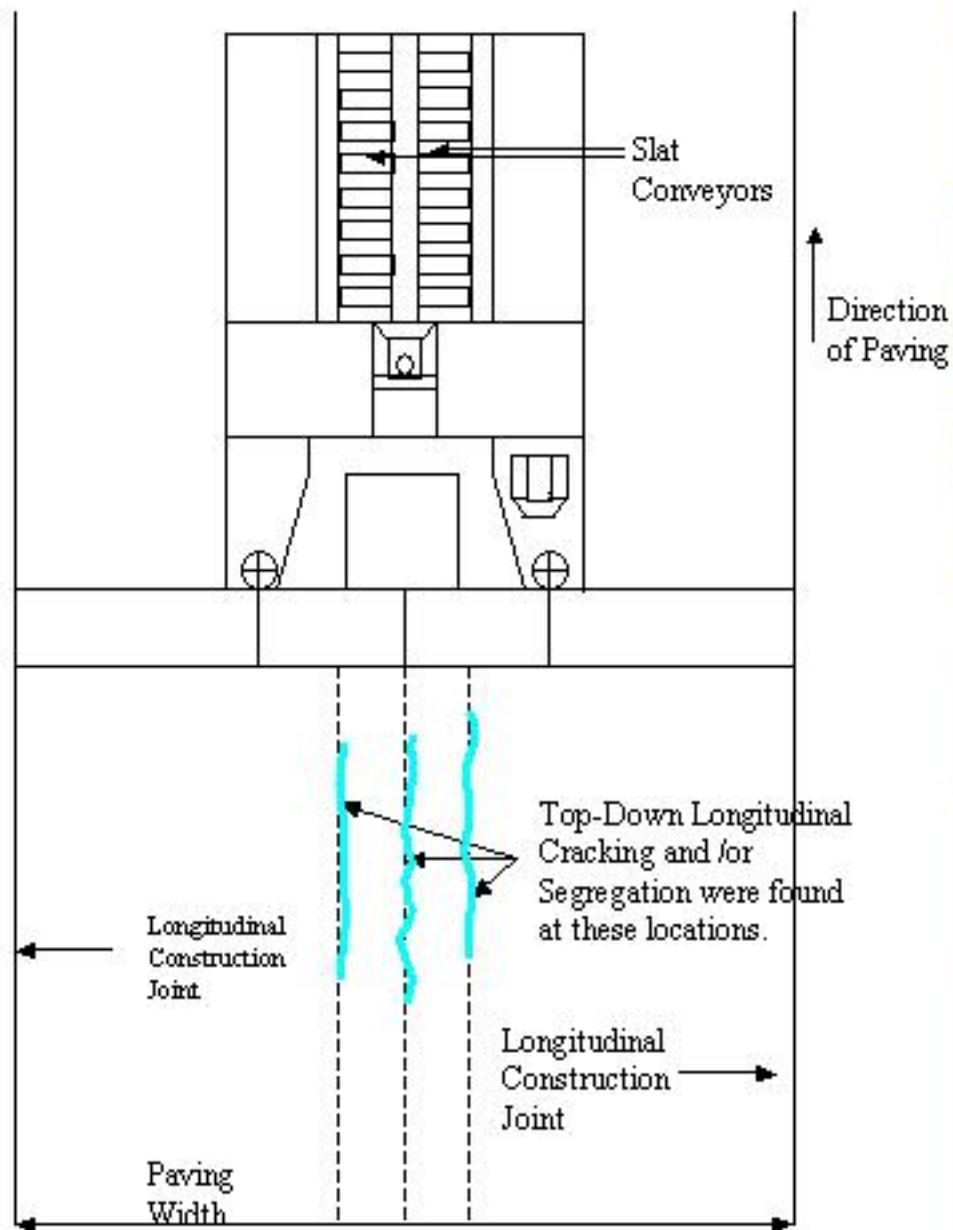 Slat
Conveyors
Direction
of Paving
Top-Down Longitudinal
Cracking and /or
Segregation were found
at these locations.
Longitudinal
Construction
Joint
Longitudinal
Construction
Joint
Paving
Width